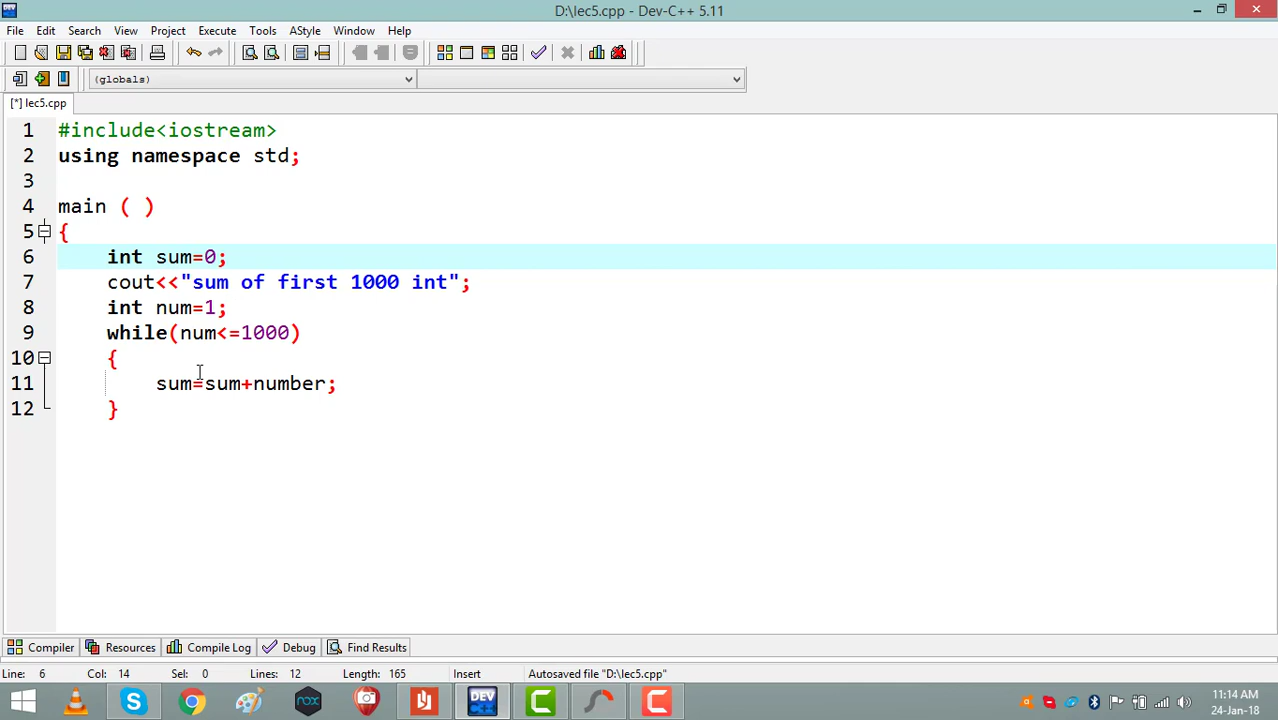 D:\lec5.cpp - Dev-C++ 5.11
File Edit Search View Project Execute Tools AStyle Window Help
(globals)
[*] lec5.cpp
1 #include<iostream>
2 using namespace std;
3
4 main ( )
5 {
6 int sum=0;
7 cout<<"sum of first 1000 int";
8 int num=1;
9 while(num<=1000)
10 {
11 sum=sum+number;
12 }
Compiler Resources Compile Log Debug Find Results
Line: 6 Col: 14 Sel: 0 Lines: 12 Length: 165 Insert Autosaved file "D:\lec5.cpp"
nox DEV
11:14 AM
24-Jan-18